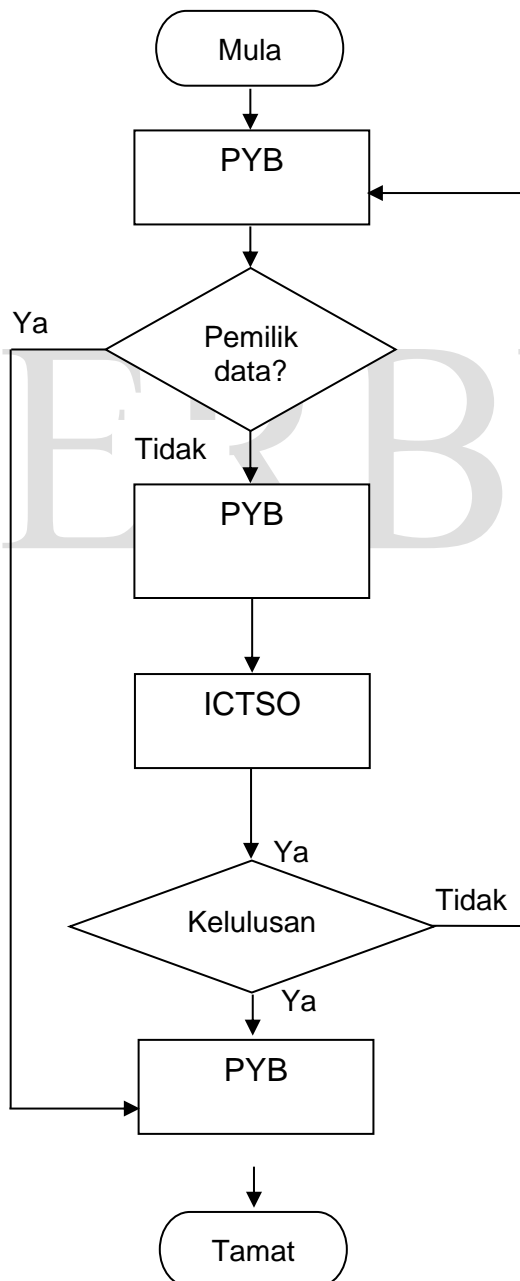 Mula
PYB
Ya
Pemilik
data?
Tidak
PYB
ICTSO
Ya
Kelulusan
Tidak
Ya
PYB
Tamat